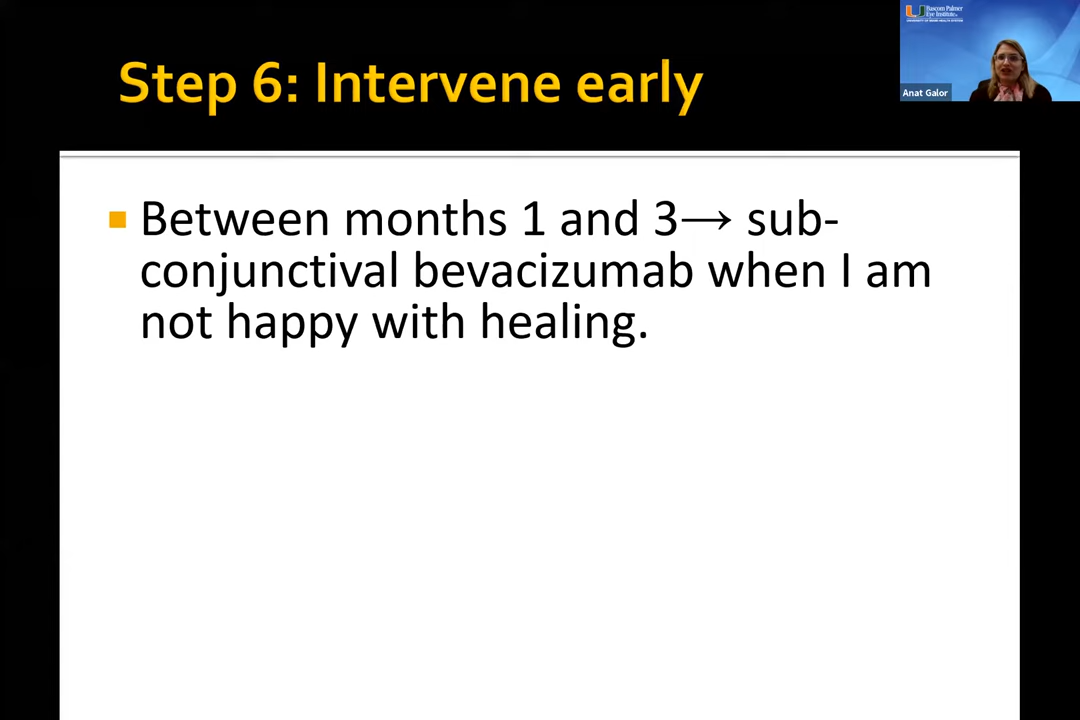 Step 6: Intervene early
Bascom Palmer
Eye Institute
Anat Galor
Between months 1 and 3→ sub-
conjunctival bevacizumab when I am
not happy with healing.